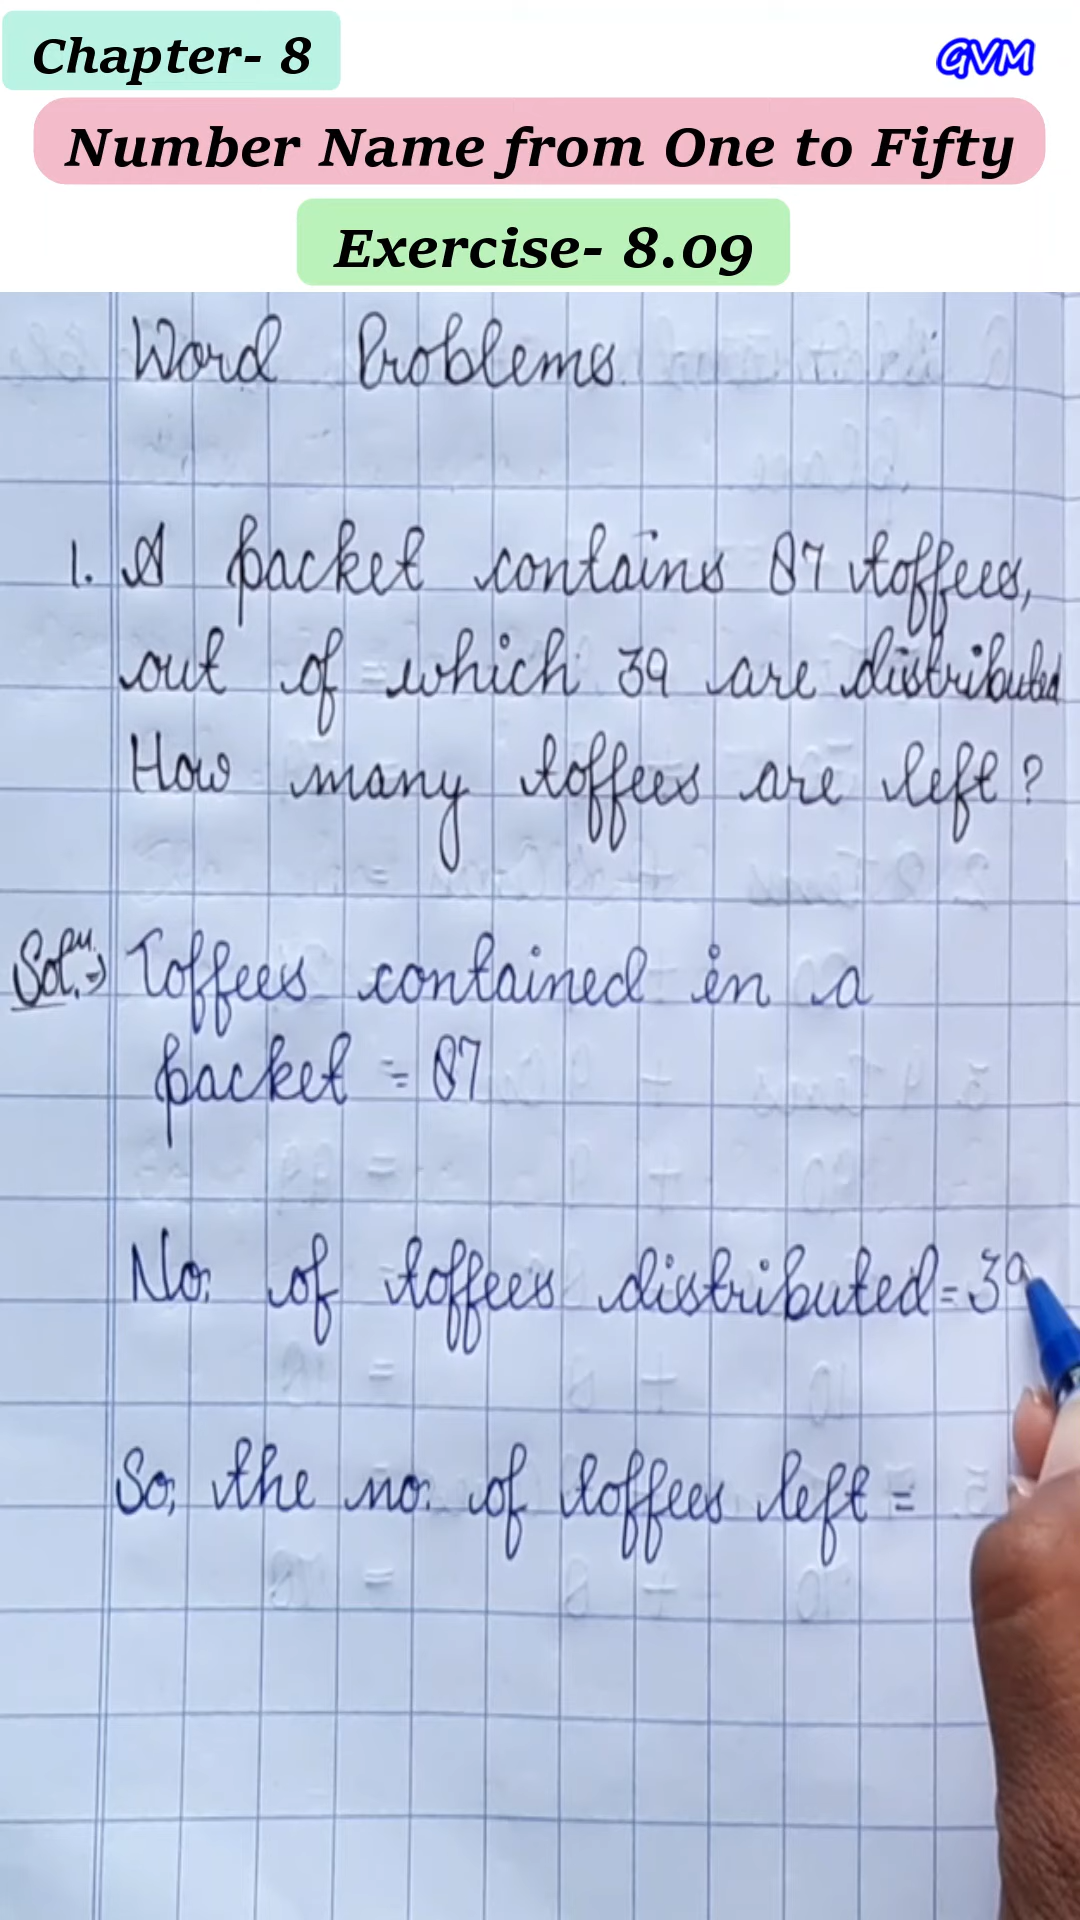 Chapter- 8
GVM
Number Name from One to Fifty
Exercise- 8.09
Word Problems.
1. A packet contains 87 toffees,
out of which 39 are distributed
How many toffees are left?
Solⁿ.⇒ Toffees contained in a
packet = 87
No. of toffees distributed = 39
So, the no. of toffees left =